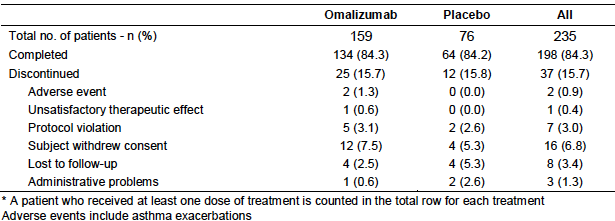 Omalizumab Placebo All
Total no. of patients - n (%) 159 76 235
Completed 134 (84.3) 64 (84.2) 198 (84.3)
Discontinued 25 (15.7) 12 (15.8) 37 (15.7)
Adverse event 2 (1.3) 0 (0.0) 2 (0.9)
Unsatisfactory therapeutic effect 1 (0.6) 0 (0.0) 1 (0.4)
Protocol violation 5 (3.1) 2 (2.6) 7 (3.0)
Subject withdrew consent 12 (7.5) 4 (5.3) 16 (6.8)
Lost to follow-up 4 (2.5) 4 (5.3) 8 (3.4)
Administrative problems 1 (0.6) 2 (2.6) 3 (1.3)
* A patient who received at least one dose of treatment is counted in the total row for each treatment
Adverse events include asthma exacerbations